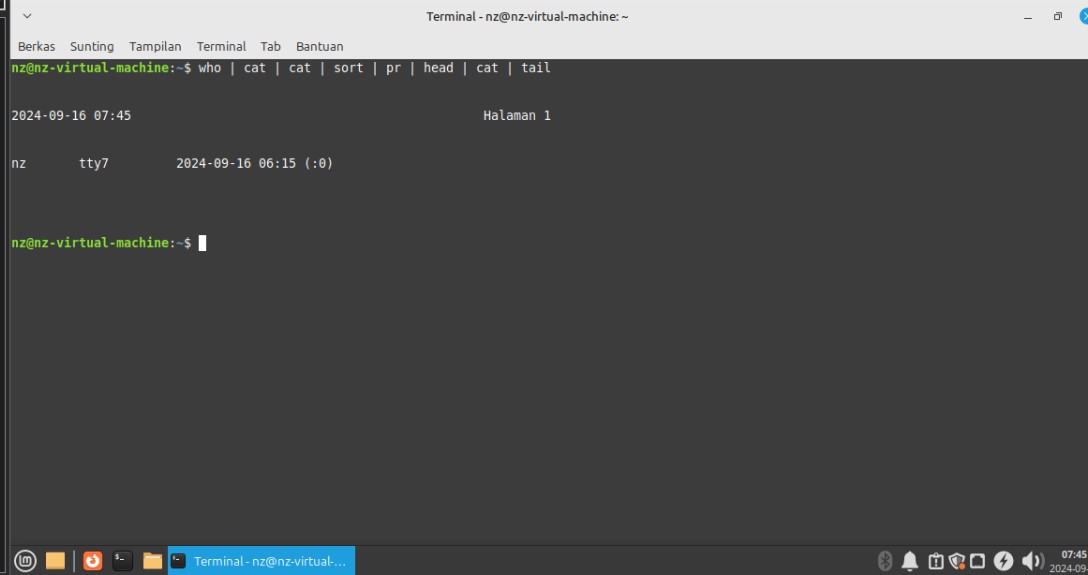 Terminal - nz@nz-virtual-machine: ~
Berkas Sunting Tampilan Terminal Tab Bantuan
nz@nz-virtual-machine:~$ who | cat | cat | sort | pr | head | cat | tail
2024-09-16 07:45 Halaman 1
nz tty7 2024-09-16 06:15 (:0)
nz@nz-virtual-machine:~$
Terminal - nz@nz-virtual-...
07:45
2024-09-